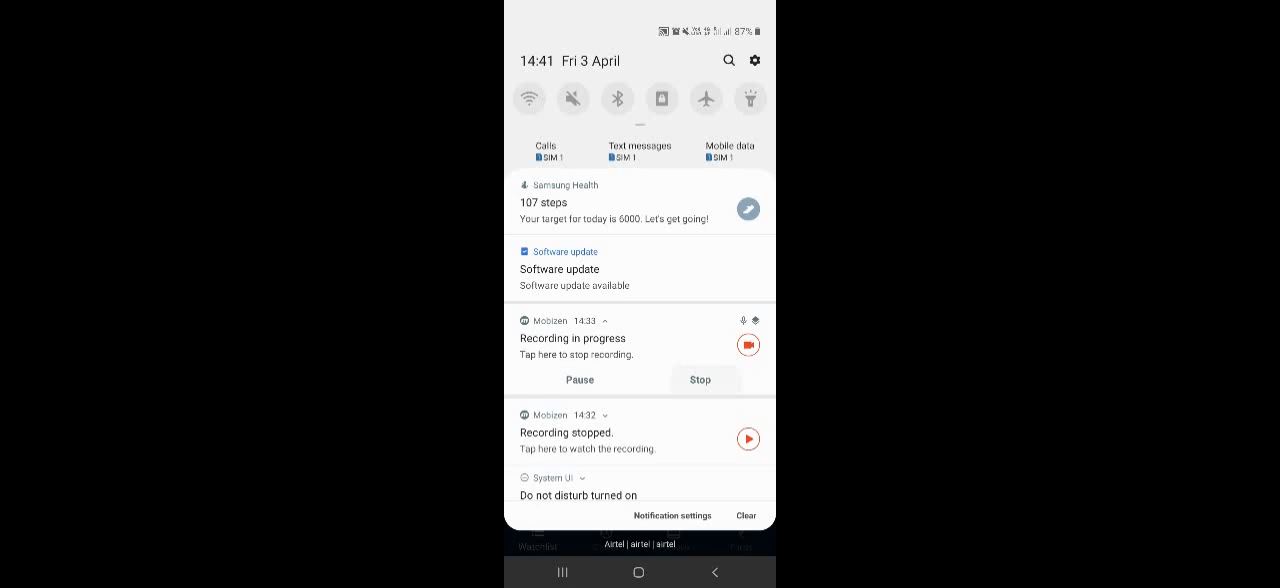 87%
14:41 Fri 3 April
Calls Text messages Mobile data
SIM 1 SIM 1 SIM 1
Samsung Health
107 steps
Your target for today is 6000. Let's get going!
Software update
Software update
Software update available
Mobizen 14:33
Recording in progress
Tap here to stop recording.
Pause Stop
Mobizen 14:32
Recording stopped.
Tap here to watch the recording.
System UI
Do not disturb turned on
Notification settings Clear
Watchlist
Airtel | airtel | airtel